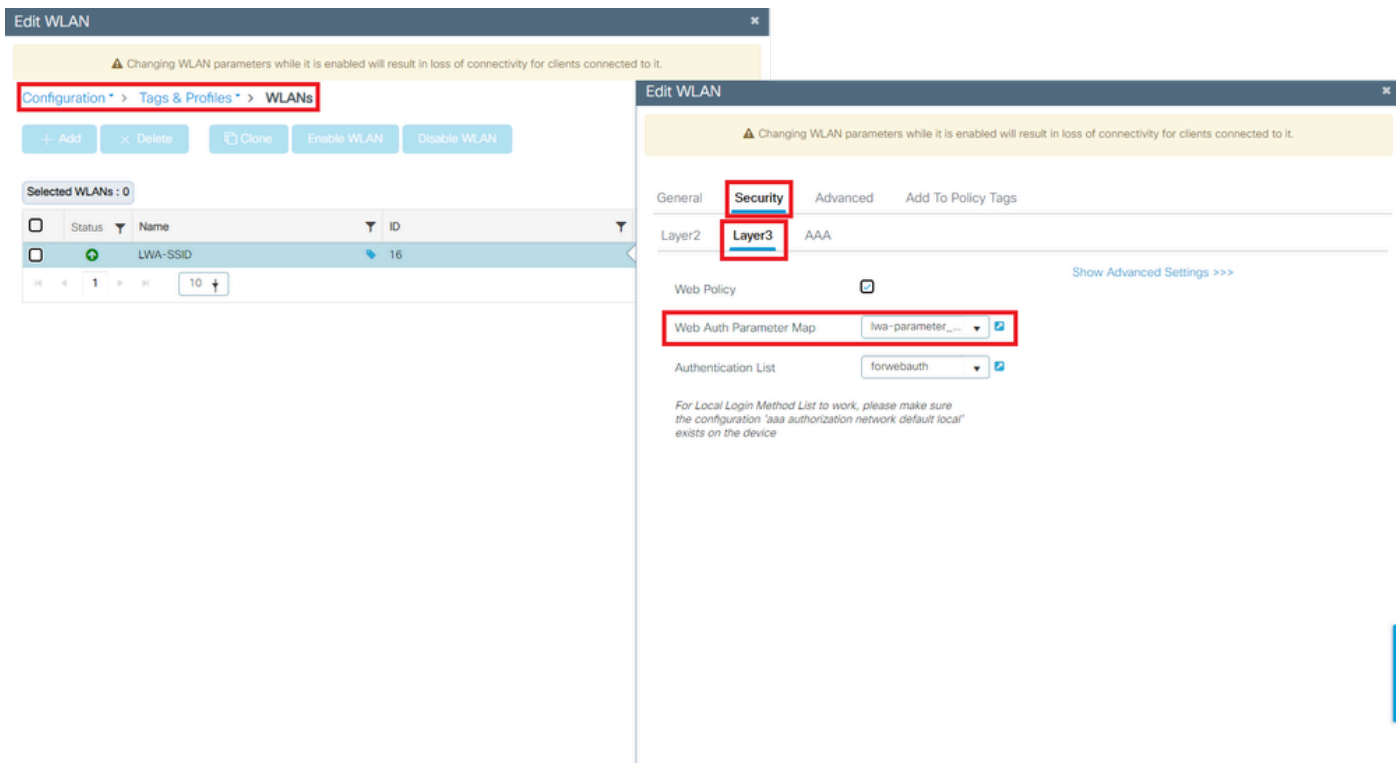 Edit WLAN
Changing WLAN parameters while it is enabled will result in loss of connectivity for clients connected to it.
Configuration > Tags & Profiles > WLANs
+ Add × Delete Clone Enable WLAN Disable WLAN
Selected WLANs : 0
Status Name ID
LWA-SSID 16
1 10
Edit WLAN
Changing WLAN parameters while it is enabled will result in loss of connectivity for clients connected to it.
General Security Advanced Add To Policy Tags
Layer2 Layer3 AAA
Show Advanced Settings >>>
Web Policy
Web Auth Parameter Map lwa-parameter_...
Authentication List forwebauth
For Local Login Method List to work, please make sure
the configuration 'aaa authorization network default local'
exists on the device